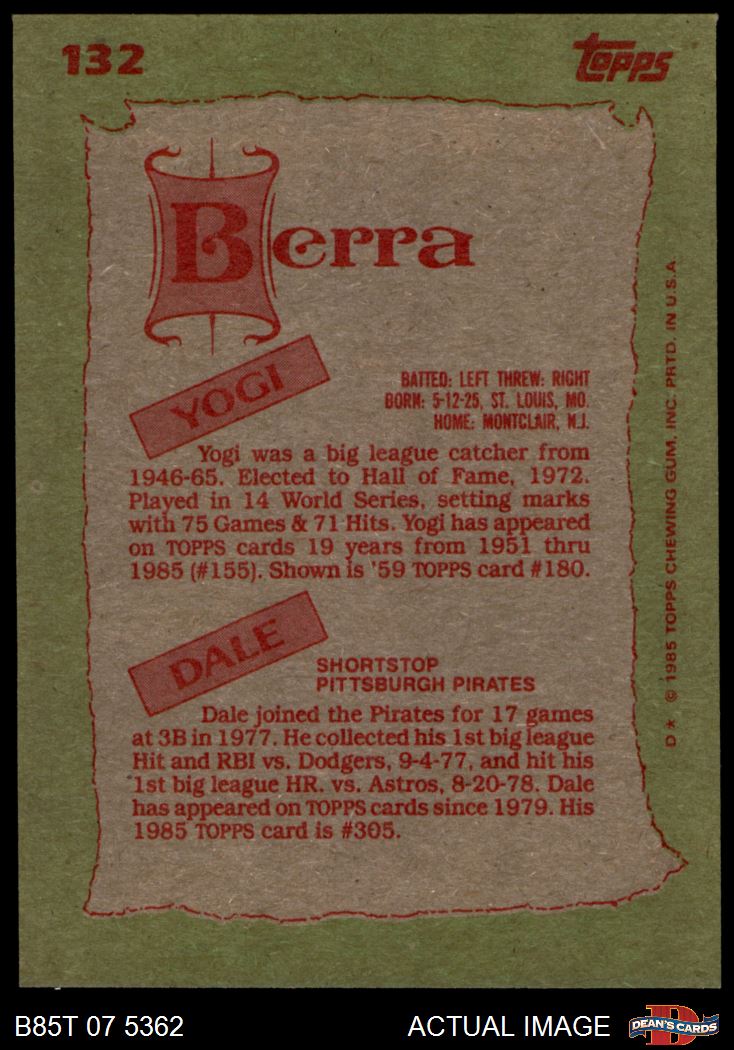 132
Topps
Berra
YOGI
BATTED: LEFT THREW: RIGHT
BORN: 5-12-25, ST. LOUIS, MO.
HOME: MONTCLAIR, N.J.
Yogi was a big league catcher from
1946-65. Elected to Hall of Fame, 1972.
Played in 14 World Series, setting marks
with 75 Games & 71 Hits. Yogi has appeared
on TOPPS cards 19 years from 1951 thru
1985 (#155). Shown is '59 TOPPS card #180.
DALE
SHORTSTOP
PITTSBURGH PIRATES
Dale joined the Pirates for 17 games
at 3B in 1977. He collected his 1st big league
Hit and RBI vs. Dodgers, 9-4-77, and hit his
1st big league HR. vs. Astros, 8-20-78. Dale
has appeared on TOPPS cards since 1979. His
1985 TOPPS card is #305.
D* © 1985 TOPPS CHEWING GUM, INC. PRTD. IN U.S.A.
B85T 07 5362
ACTUAL IMAGE
DEAN'S CARDS